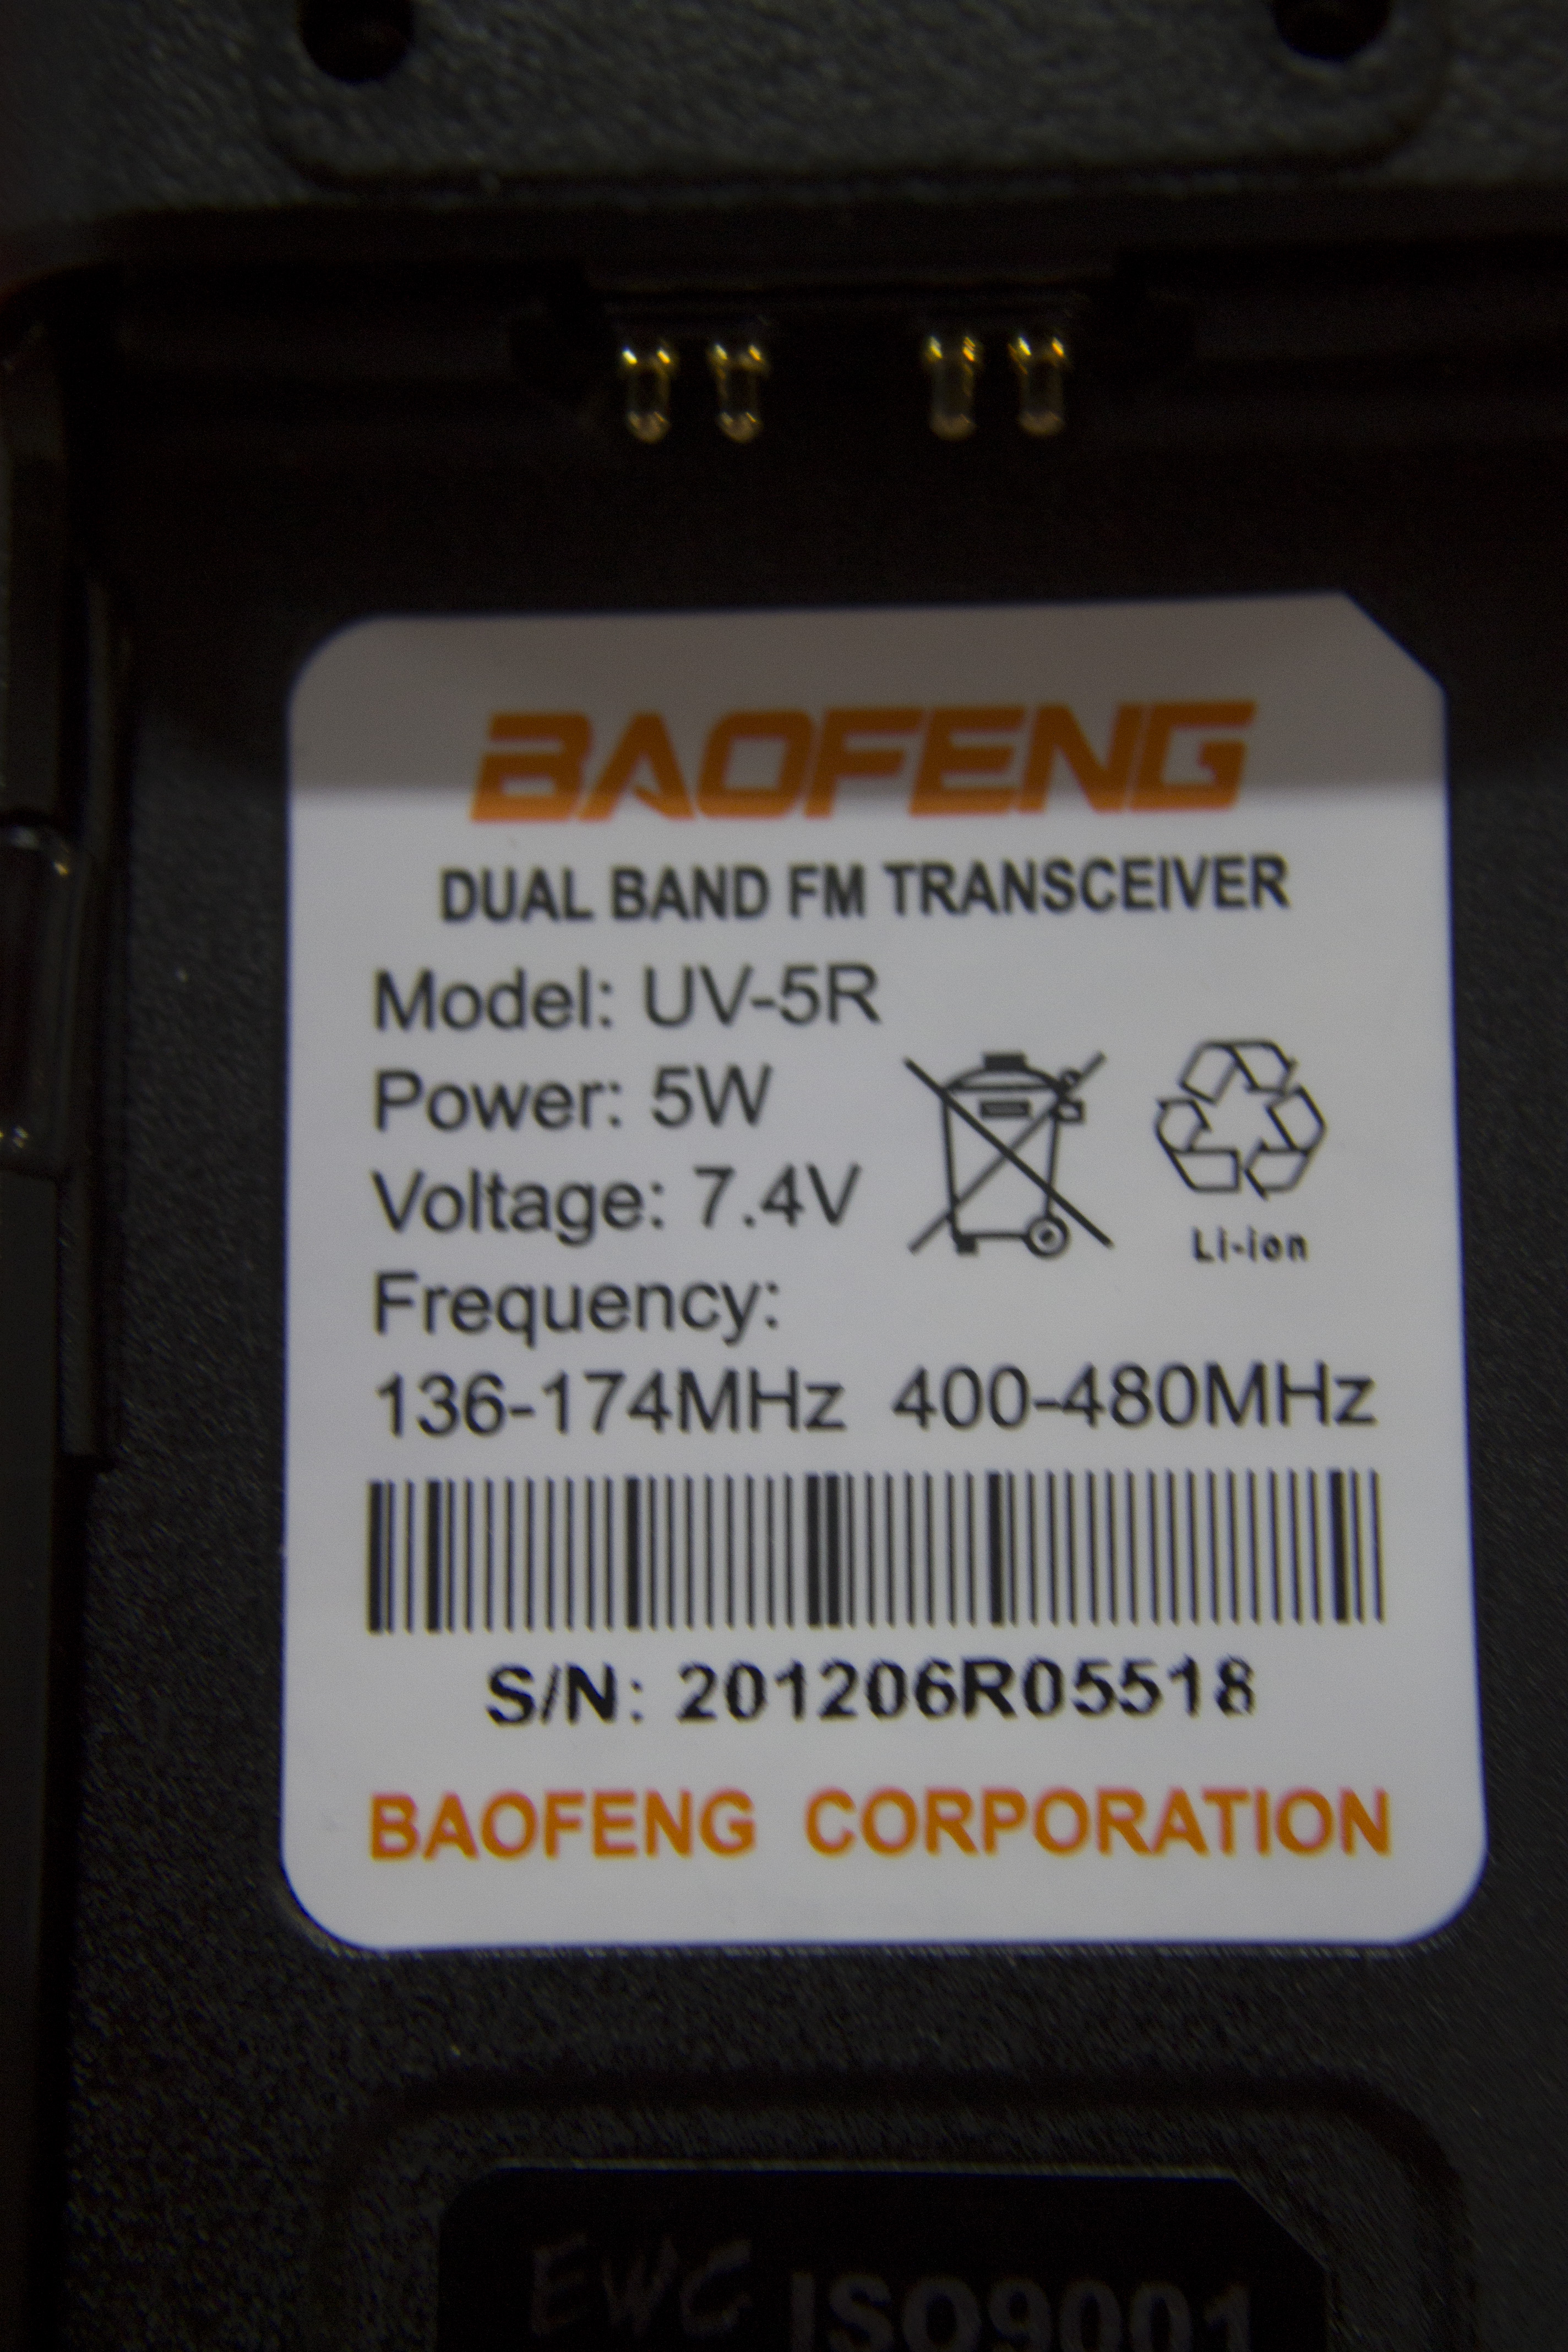 BAOFENG
DUAL BAND FM TRANSCEIVER
Model: UV-5R
Power: 5W
Voltage: 7.4V
Li-ion
Frequency:
136-174MHz 400-480MHz
S/N: 201206R05518
BAOFENG CORPORATION
EWC ISO9001